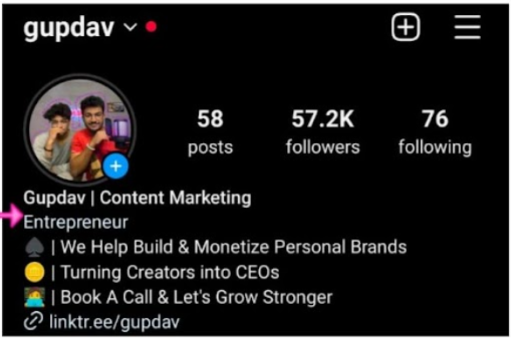 gupdav
58 57.2K 76
posts followers following
Gupdav | Content Marketing
Entrepreneur
♠️ | We Help Build & Monetize Personal Brands
🪙 | Turning Creators into CEOs
🧑‍💻 | Book A Call & Let's Grow Stronger
linktr.ee/gupdav